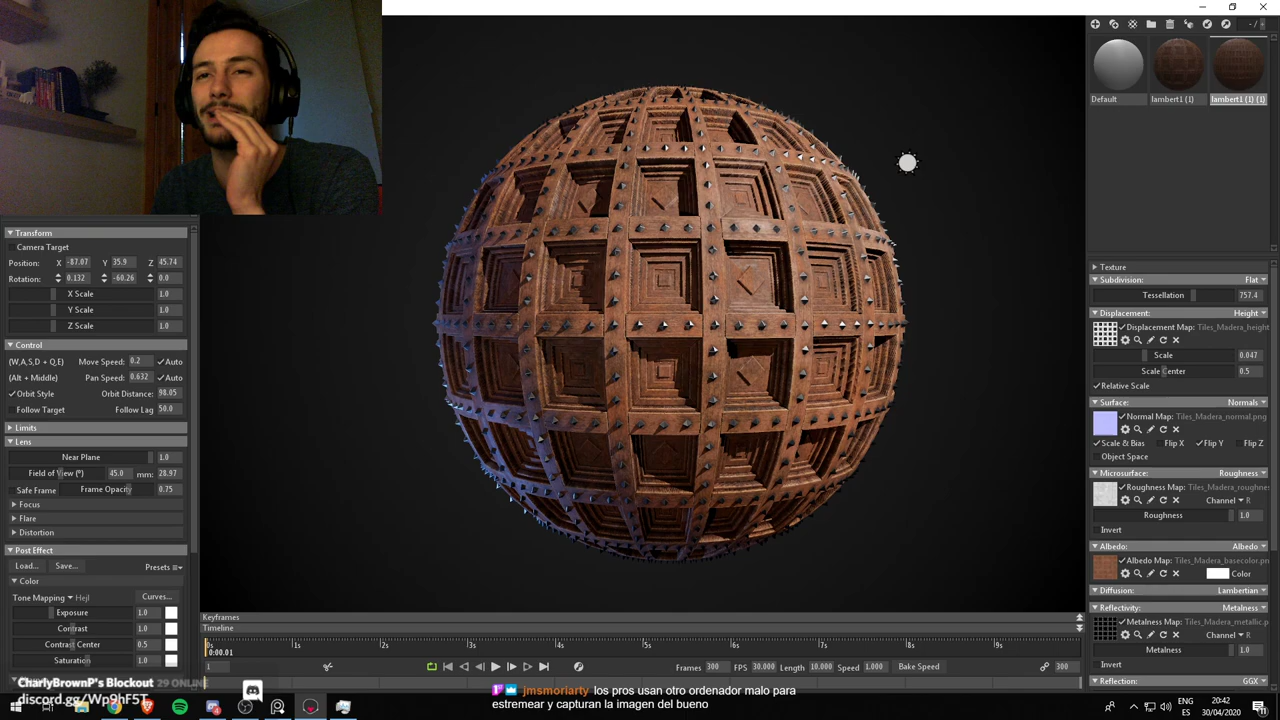 - / -
Default
lambert1 (1)
lambert1 (1) (1)
Transform
Camera Target
Position: X -87.07 Y 35.9 Z 45.74
Rotation: 0.132 -60.26 0.0
X Scale 1.0
Y Scale 1.0
Z Scale 1.0
Control
(W,A,S,D + Q,E) Move Speed: 0.2 Auto
(Alt + Middle) Pan Speed: 0.632 Auto
Orbit Style Orbit Distance: 98.05
Follow Target Follow Lag 50.0
Limits
Lens
Near Plane 1.0
Field of View (°) 45.0 mm: 28.97
Safe Frame Frame Opacity 0.75
Focus
Flare
Distortion
Post Effect
Load... Save... Presets
Color
Tone Mapping Hejl Curves...
Exposure 1.0
Contrast 1.0
Contrast Center 0.5
Saturation 1.0
CharlyBrownP's Blockout 29 ONLINE
discord.gg/Wp9hF5T
Texture
Subdivision: Flat
Tessellation 757.4
Displacement: Height
Displacement Map: Tiles_Madera_height
Scale 0.047
Scale Center 0.5
Relative Scale
Surface: Normals
Normal Map: Tiles_Madera_normal.png
Scale & Bias Flip X Flip Y Flip Z
Object Space
Microsurface: Roughness
Roughness Map: Tiles_Madera_roughne
Channel R
Roughness 1.0
Invert
Albedo: Albedo
Albedo Map: Tiles_Madera_basecolor.pn
Color
Diffusion: Lambertian
Reflectivity: Metalness
Metalness Map: Tiles_Madera_metallic.p
Channel R
Metalness 1.0
Invert
Reflection: GGX
Keyframes
Timeline
0s 1s 2s 3s 4s 5s 6s 7s 8s 9s
0:00.01
1 Frames 300 FPS 30.000 Length 10.000 Speed 1.000 Bake Speed 300
jmsmoriarty los pros usan otro ordenador malo para
estremear y capturan la imagen del bueno
ENG
ES
20:42
30/04/2020